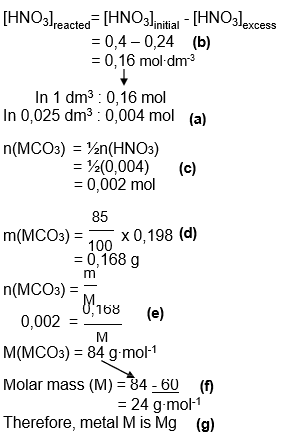 [HNO₃]reacted= [HNO₃]initial - [HNO₃]excess
= 0,4 – 0,24 (b)
= 0,16 mol·dm⁻³
In 1 dm³ : 0,16 mol
In 0,025 dm³ : 0,004 mol (a)
n(MCO₃) = ½n(HNO₃)
= ½(0,004) (c)
= 0,002 mol
m(MCO₃) = 85/100 x 0,198 (d)
= 0,168 g
n(MCO₃) = m/M
0,002 = 0,168/M (e)
M(MCO₃) = 84 g·mol⁻¹
Molar mass (M) = 84 - 60 (f)
= 24 g·mol⁻¹
Therefore, metal M is Mg (g)